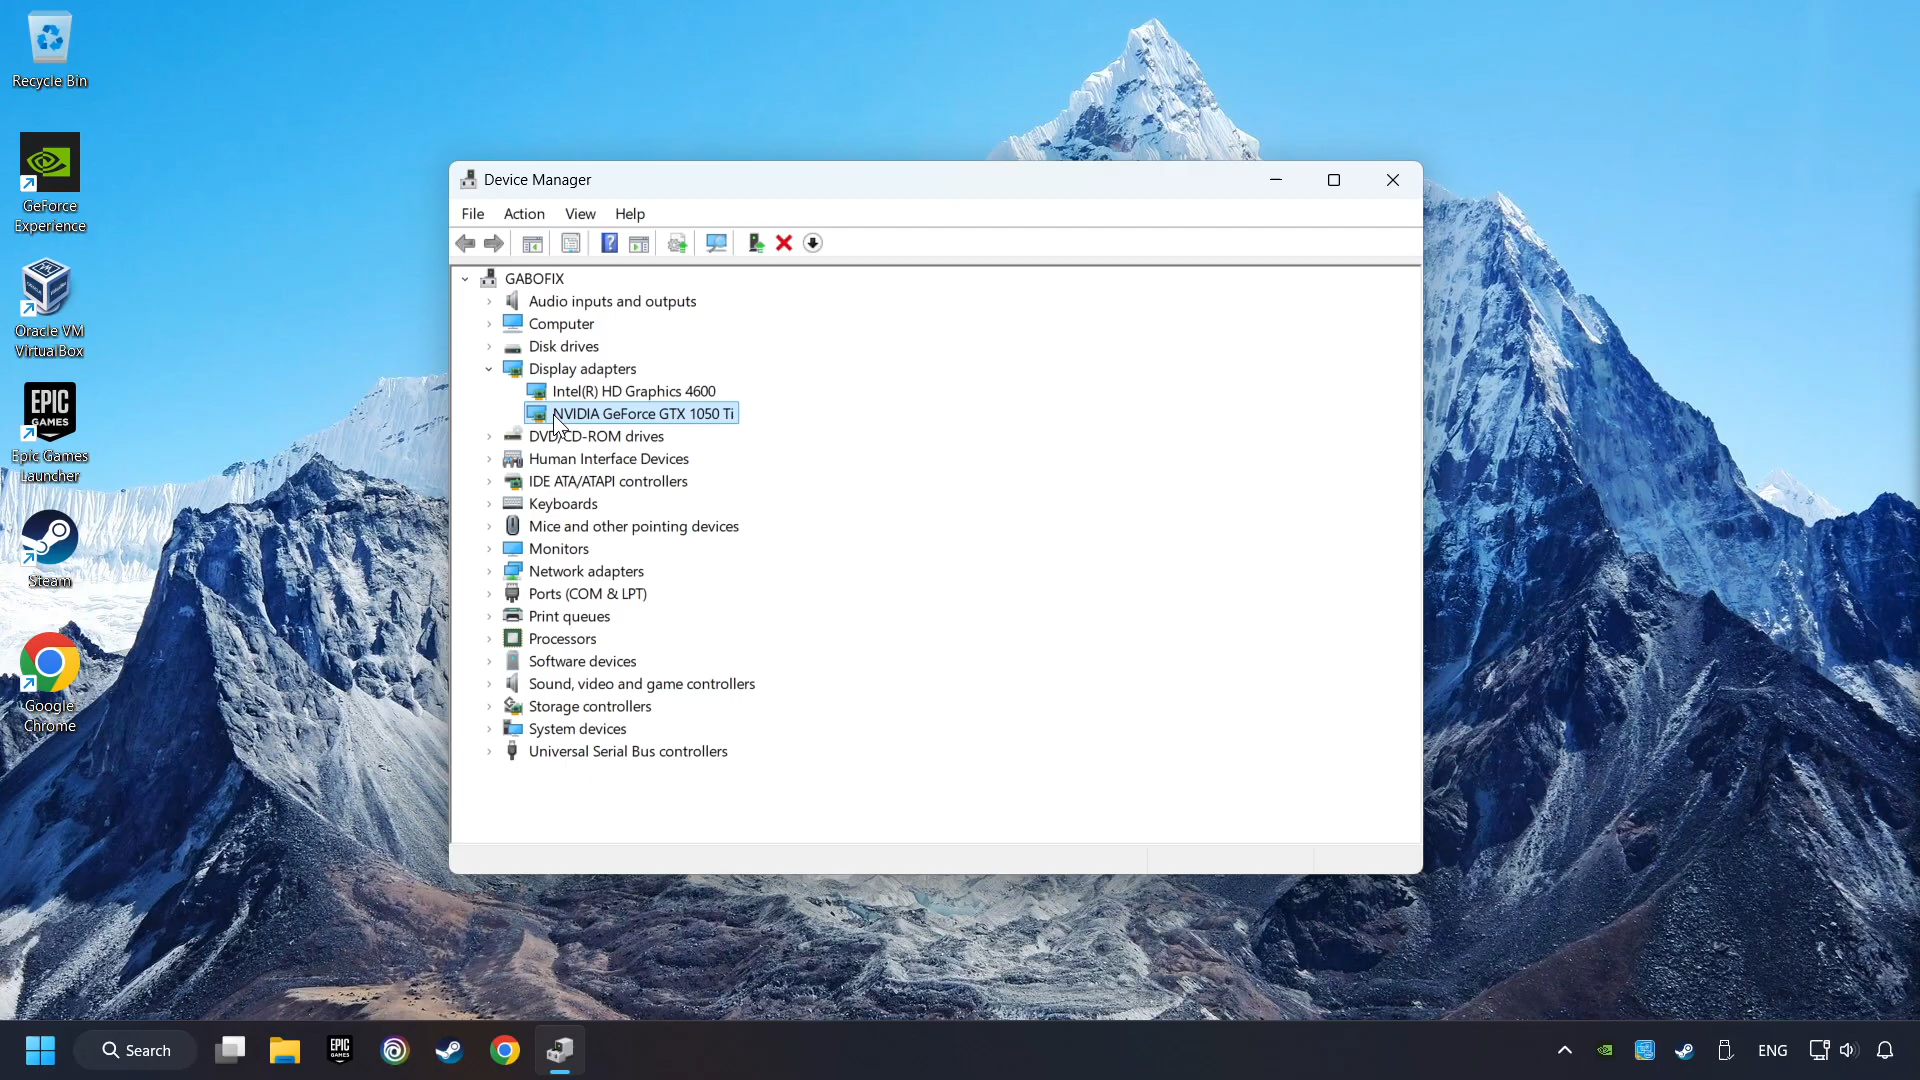 Recycle Bin
GeForce
Experience
Oracle VM
VirtualBox
EPIC
GAMES
Epic Games
Launcher
Steam
Google
Chrome
Device Manager
File Action View Help
GABOFIX
Audio inputs and outputs
Computer
Disk drives
Display adapters
Intel(R) HD Graphics 4600
NVIDIA GeForce GTX 1050 Ti
DVD/CD-ROM drives
Human Interface Devices
IDE ATA/ATAPI controllers
Keyboards
Mice and other pointing devices
Monitors
Network adapters
Ports (COM & LPT)
Print queues
Processors
Software devices
Sound, video and game controllers
Storage controllers
System devices
Universal Serial Bus controllers
Search
EPIC
GAMES
ENG